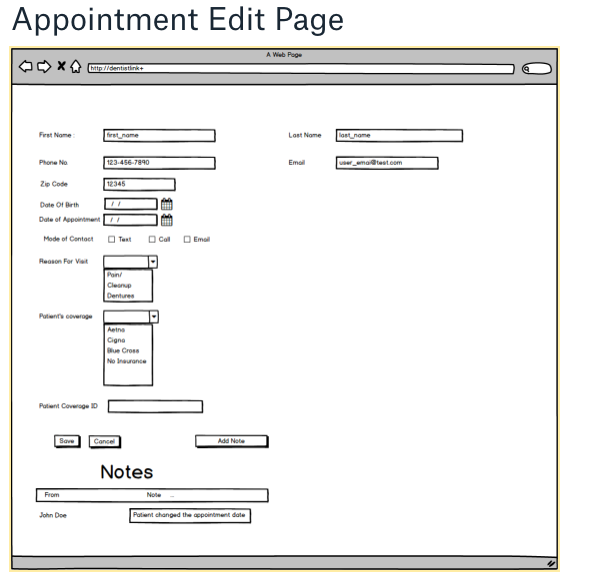 Appointment Edit Page
A Web Page
http://dentistlink+
First Name : first_name Last Name last_name
Phone No 123-456-7890 Email user_email@test.com
Zip Code 12345
Date Of Birth / /
Date of Appointment / /
Mode of Contact Text Call Email
Reason For Visit
Pain/
Cleanup
Dentures
Patient's coverage
Aetna
Cigna
Blue Cross
No Insurance
Patient Coverage ID
Save Cancel Add Note
Notes
From Note ...
John Doe Patient changed the appointment date